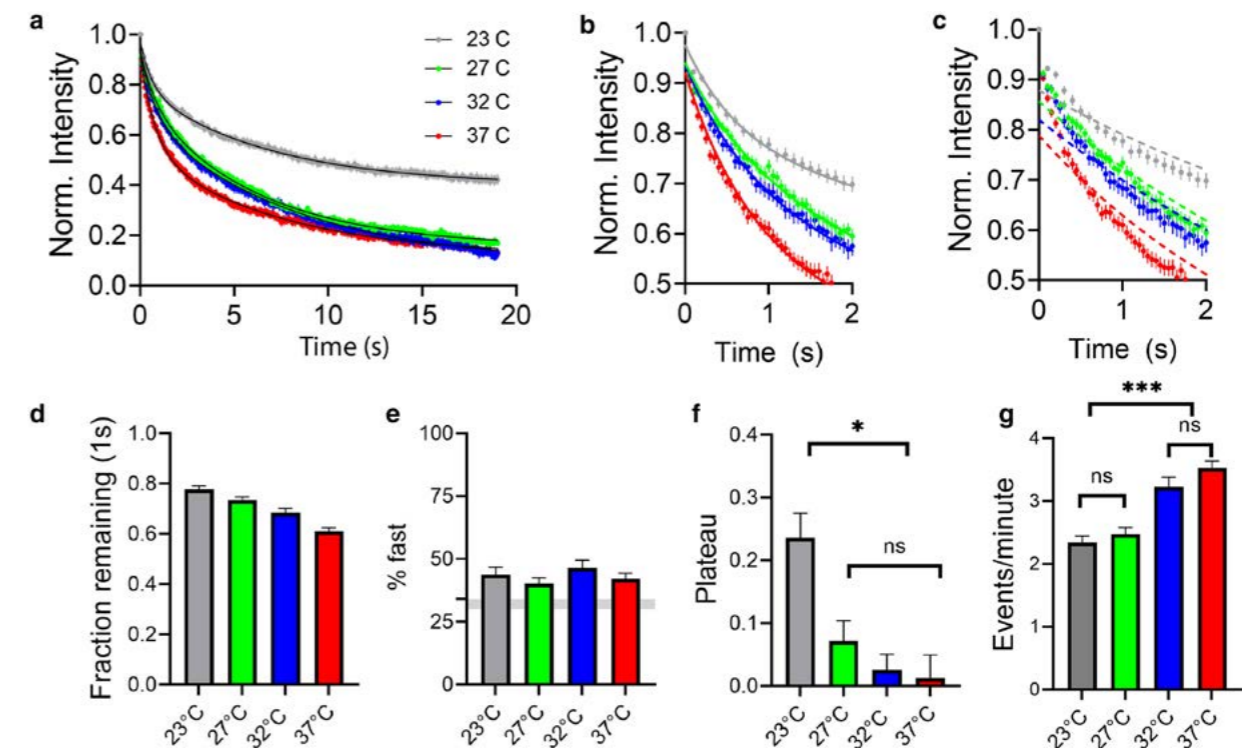 a
b
c
23 C
27 C
32 C
37 C
Norm. Intensity
1.0
0.8
0.6
0.4
0.2
0.0
0
5
10
15
20
Time (s)
Norm. Intensity
1.0
0.9
0.8
0.7
0.6
0.5
0
1
2
Time (s)
Norm. Intensity
1.0
0.9
0.8
0.7
0.6
0.5
0
1
2
Time (s)
d
e
f
g
Fraction remaining (1s)
1.0
0.8
0.6
0.4
0.2
0.0
23°C
27°C
32°C
37°C
% fast
100
75
50
25
0
23°C
27°C
32°C
37°C
Plateau
0.4
0.3
0.2
0.1
0.0
*
ns
23°C
27°C
32°C
37°C
Events/minute
4
3
2
1
0
***
ns
ns
23°C
27°C
32°C
37°C